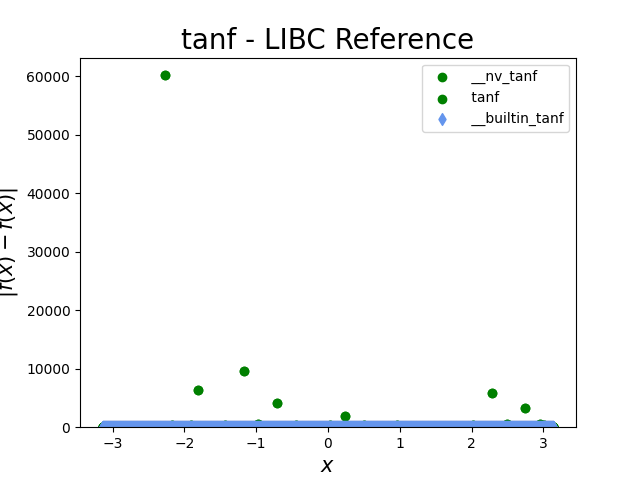 tanf - LIBC Reference
60000
50000
40000
30000
20000
10000
0
|f(x) − f(x)|
__nv_tanf
tanf
__builtin_tanf
−3 −2 −1 0 1 2 3
x